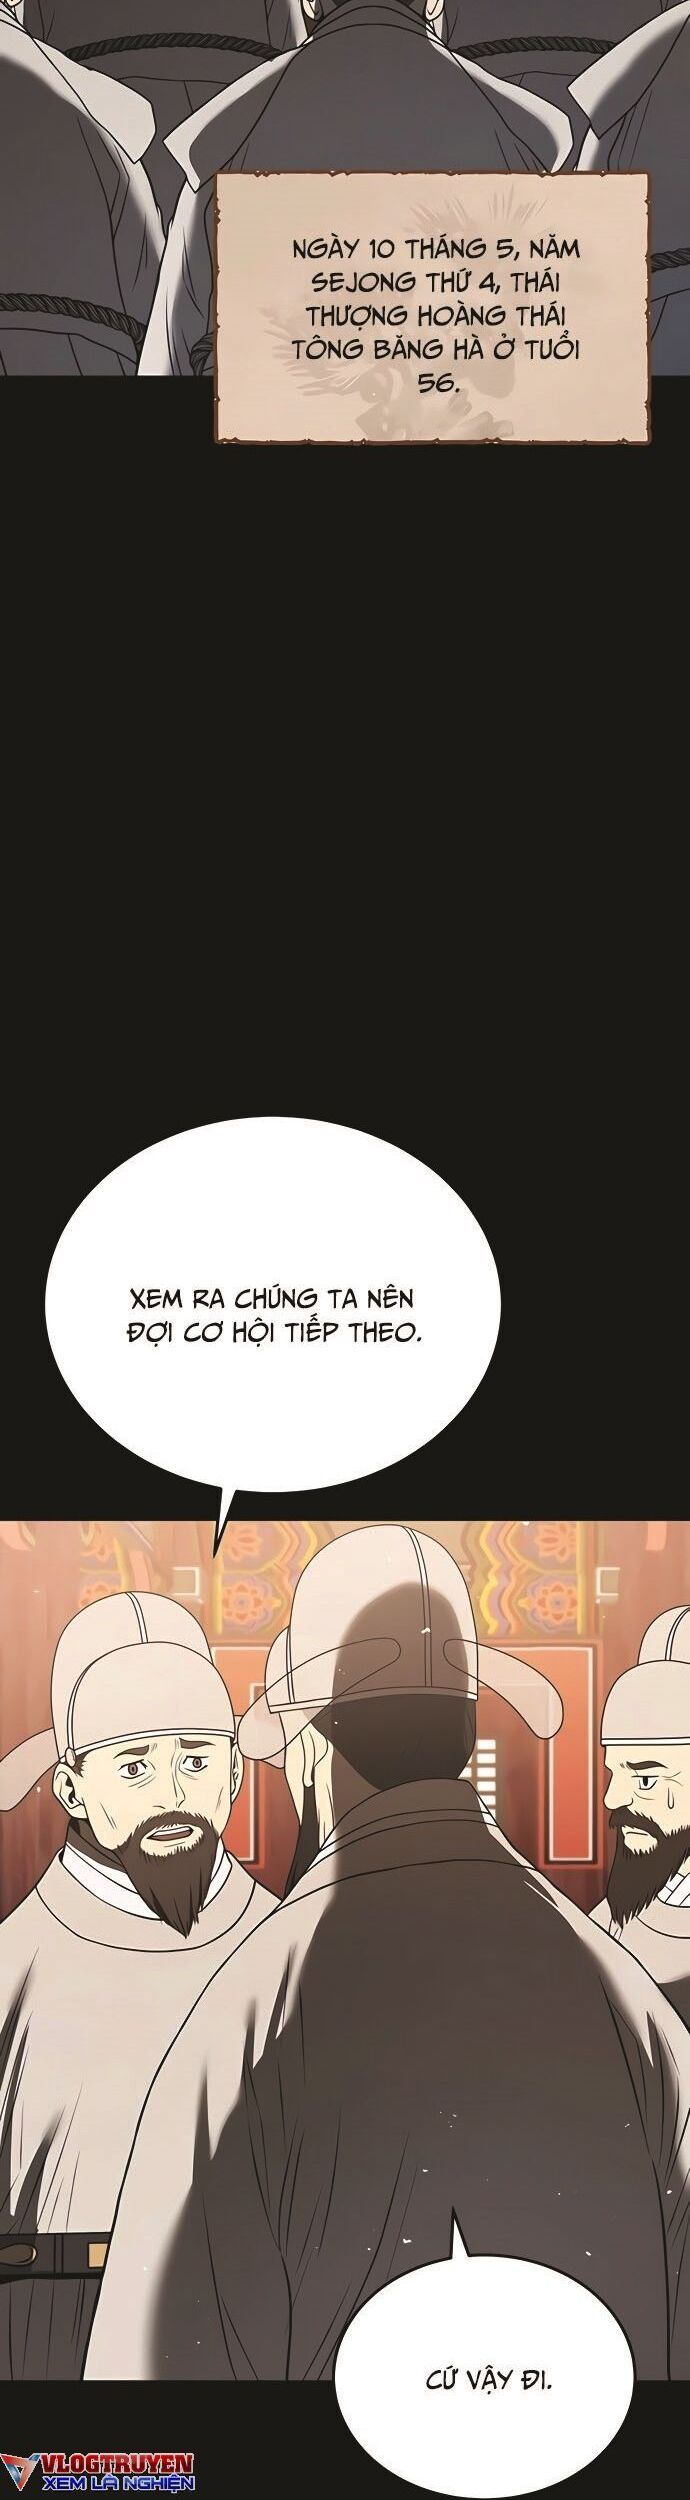 NGÀY 10 THÁNG 5, NĂM
SEJONG THỨ 4, THÁI
THƯỢNG HOÀNG THÁI
TÔNG BĂNG HÀ Ở TUỔI
56.
XEM RA CHÚNG TA NÊN
ĐỢI CƠ HỘI TIẾP THEO.
CỨ VẬY ĐI.
VLOGTRUYEN
XEM LÀ NGHIỆN